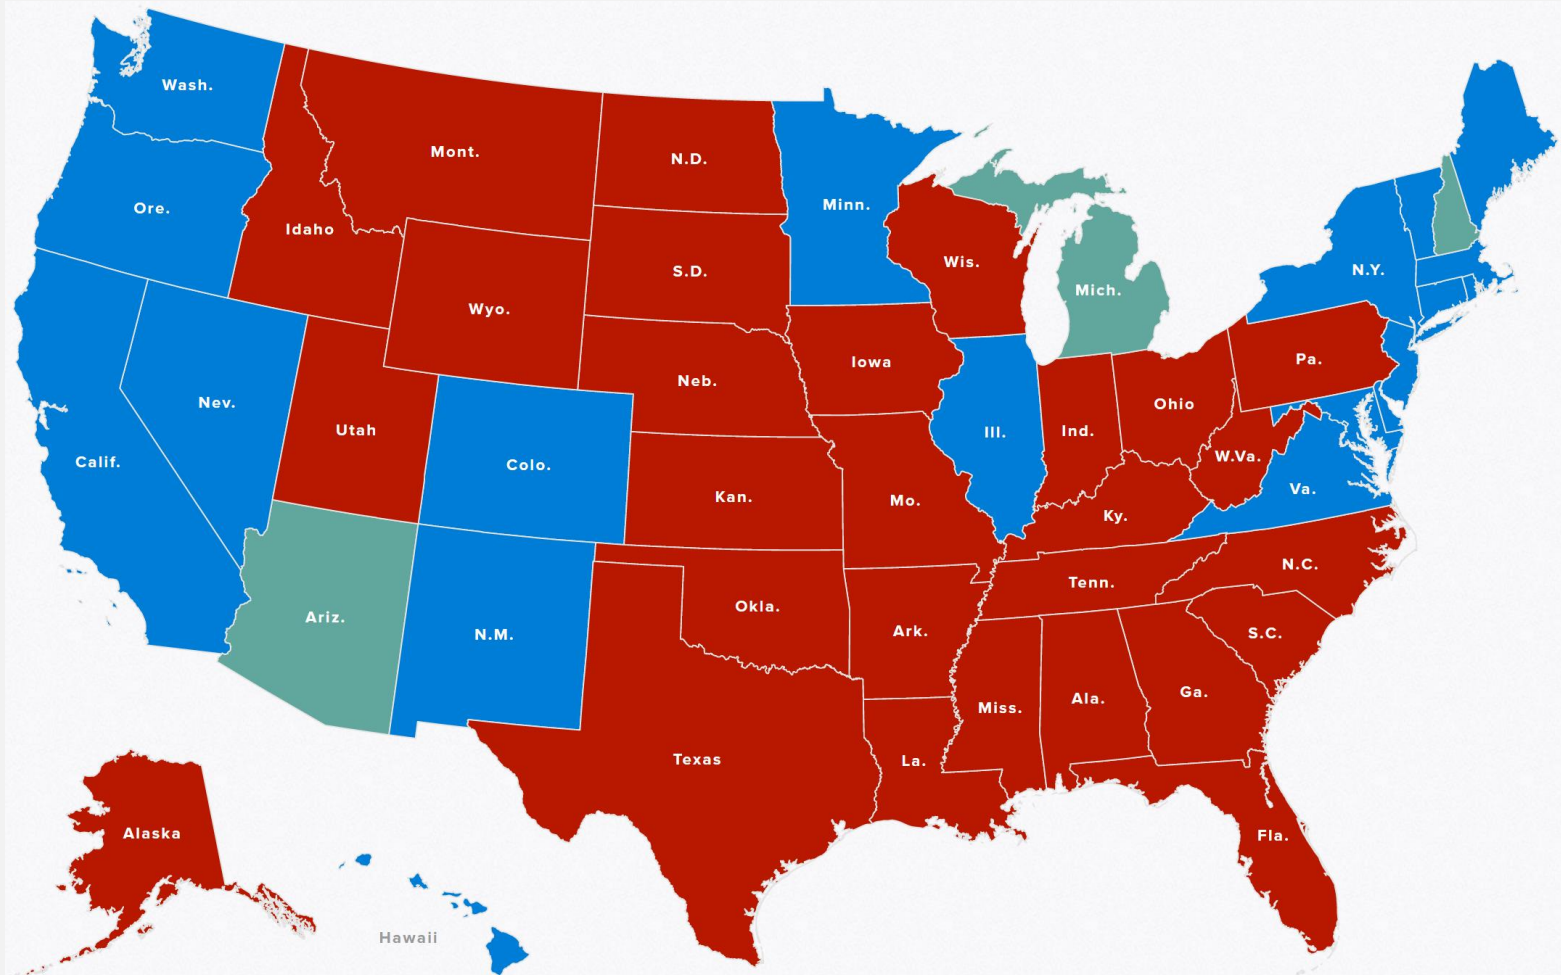 Wash.
Mont.
N.D.
Ore.
Minn.
Idaho
Wis.
S.D.
N.Y.
Mich.
Wyo.
Pa.
Iowa
Neb.
Nev.
Ohio
Utah
Ill.
Ind.
Calif.
Colo.
W.Va.
Va.
Kan.
Mo.
Ky.
N.C.
Tenn.
Okla.
Ariz.
Ark.
N.M.
S.C.
Ga.
Ala.
Miss.
Texas
La.
Alaska
Fla.
Hawaii